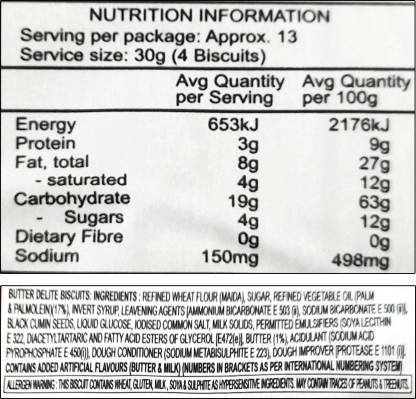 NUTRITION INFORMATION
Serving per package: Approx. 13
Service size: 30g (4 Biscuits)
Avg Quantity per Serving Avg Quantity per 100g
Energy 653kJ 2176kJ
Protein 3g 9g
Fat, total 8g 27g
- saturated 4g 12g
Carbohydrate 19g 63g
- Sugars 4g 12g
Dietary Fibre 0g 0g
Sodium 150mg 498mg
BUTTER DELITE BISCUITS: INGREDIENTS : REFINED WHEAT FLOUR (MAIDA), SUGAR, REFINED VEGETABLE OIL (PALM
& PALMOLEIN)(17%), INVERT SYRUP, LEAVENING AGENTS [AMMONIUM BICARBONATE E 503 (ii), SODIUM BICARBONATE E 500 (ii)],
BLACK CUMIN SEEDS, LIQUID GLUCOSE, IODISED COMMON SALT, MILK SOLIDS, PERMITTED EMULSIFIERS (SOYA LECITHIN
E 322, DIACETYLTARTARIC AND FATTY ACID ESTERS OF GLYCEROL [E472(e)], BUTTER (1%), ACIDULANT (SODIUM ACID
PYROPHOSPHATE E 450(i)), DOUGH CONDITIONER (SODIUM METABISULPHITE E 223), DOUGH IMPROVER [PROTEASE E 1101 (i)].
CONTAINS ADDED ARTIFICIAL FLAVOURS (BUTTER & MILK) (NUMBERS IN BRACKETS AS PER INTERNATIONAL NUMBERING SYSTEM)
ALLERGEN WARNING : THIS BISCUIT CONTAINS WHEAT, GLUTEN, MILK , SOYA & SULPHITE AS HYPERSENSITIVE INGREDIENTS. MAY CONTAIN TRACES OF PEANUTS & TREENUTS.